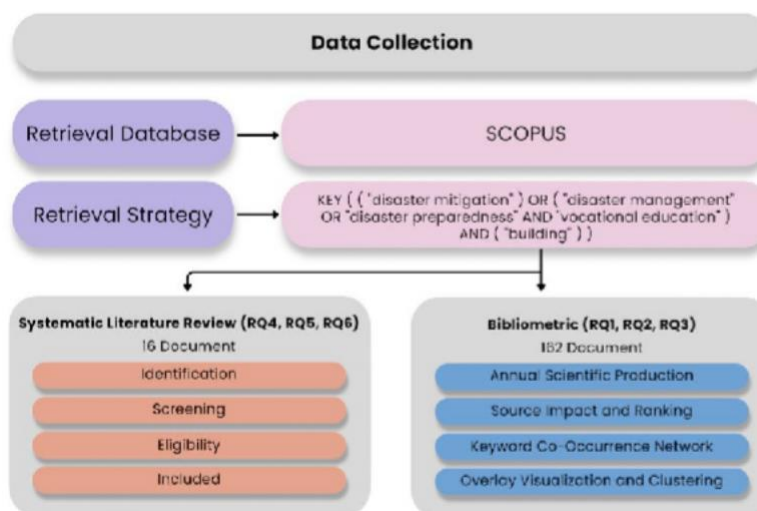 Data Collection
Retrieval Database
SCOPUS
Retrieval Strategy
KEY ( ( "disaster mitigation" ) OR ( "disaster management"
OR "disaster preparedness" AND "vocational education" )
AND ( "building" ) )
Systematic Literature Review (RQ4, RQ5, RQ6)
16 Document
Identification
Screening
Eligibility
Included
Bibliometric (RQ1, RQ2, RQ3)
162 Document
Annual Scientific Production
Source Impact and Ranking
Keyword Co-Occurrence Network
Overlay Visualization and Clustering